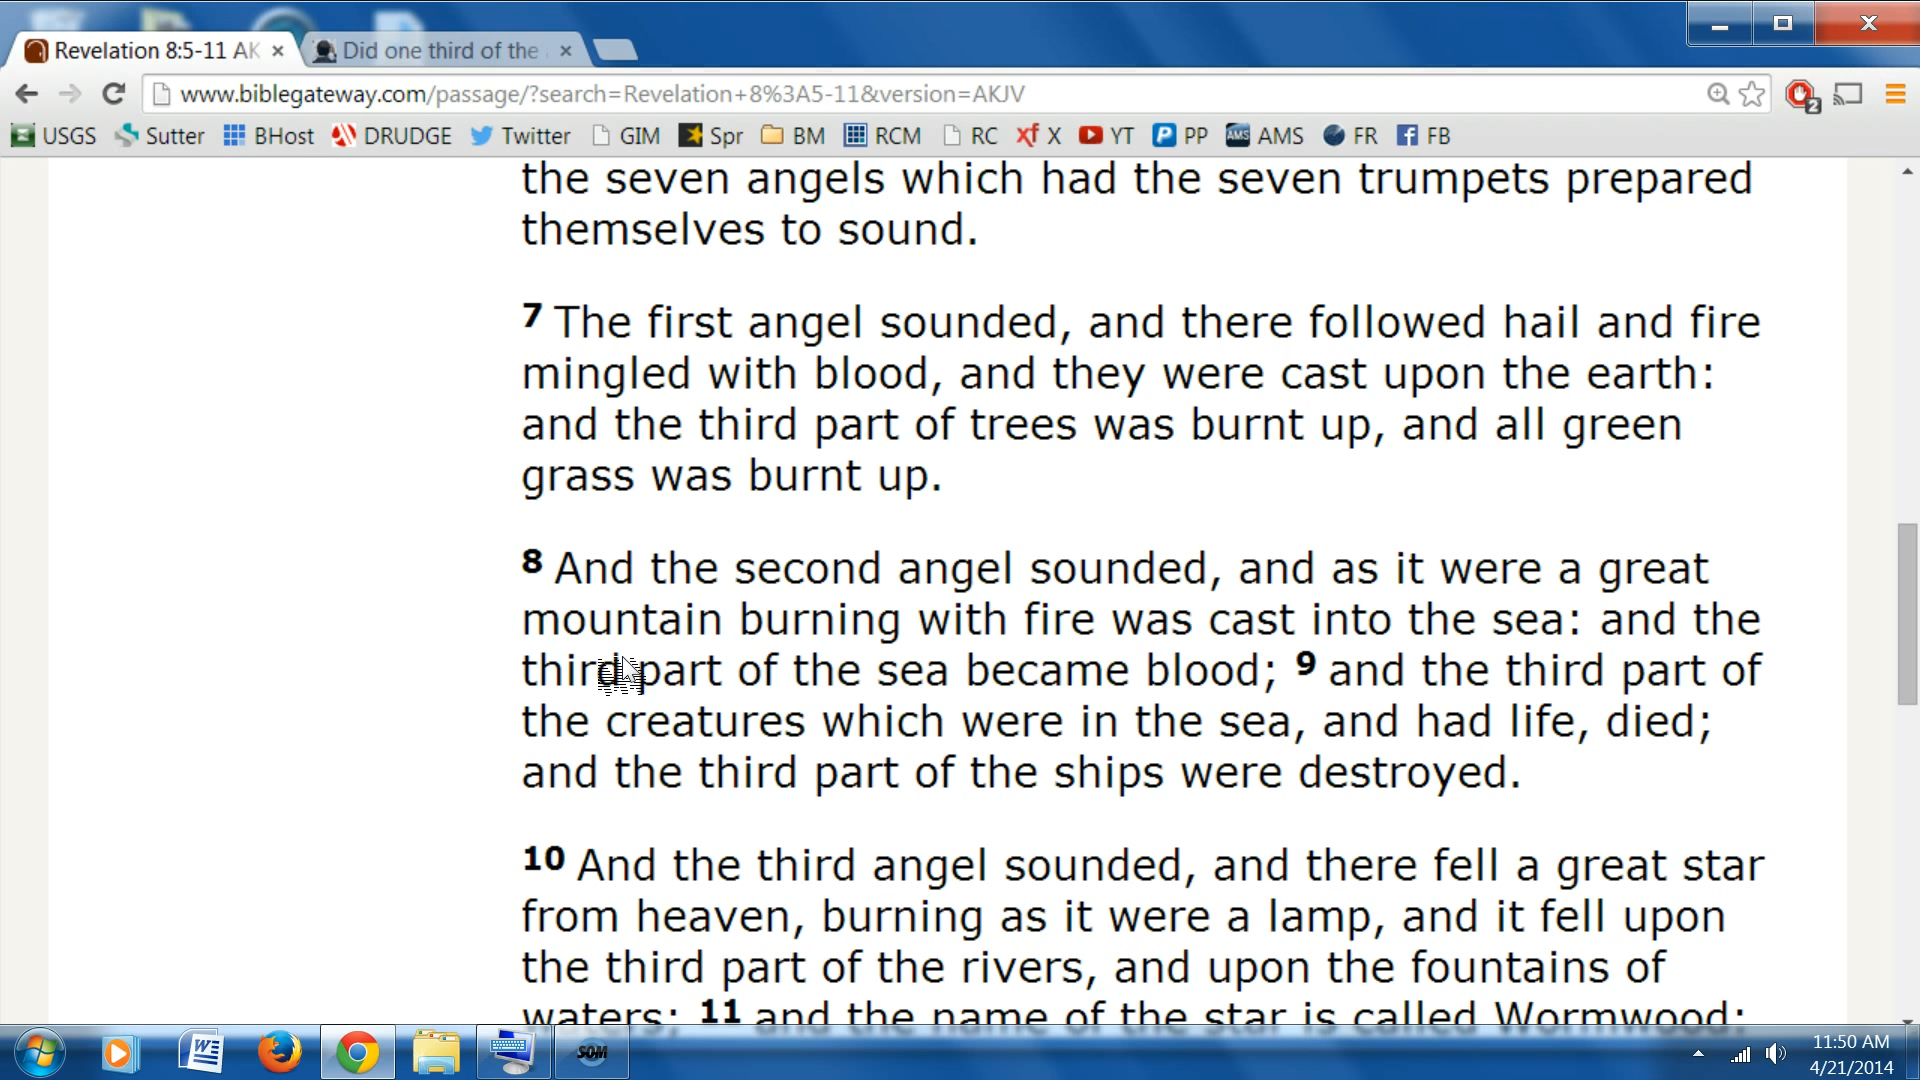 Revelation 8:5-11 AK
Did one third of the
www.biblegateway.com/passage/?search=Revelation+8%3A5-11&version=AKJV
2
USGS Sutter BHost DRUDGE Twitter GIM Spr BM RCM RC X YT PP AMS FR FB
the seven angels which had the seven trumpets prepared
themselves to sound.
7 The first angel sounded, and there followed hail and fire
mingled with blood, and they were cast upon the earth:
and the third part of trees was burnt up, and all green
grass was burnt up.
8 And the second angel sounded, and as it were a great
mountain burning with fire was cast into the sea: and the
third part of the sea became blood; 9 and the third part of
the creatures which were in the sea, and had life, died;
and the third part of the ships were destroyed.
10 And the third angel sounded, and there fell a great star
from heaven, burning as it were a lamp, and it fell upon
the third part of the rivers, and upon the fountains of
waters; 11 and the name of the star is called Wormwood:
SOM
11:50 AM
4/21/2014